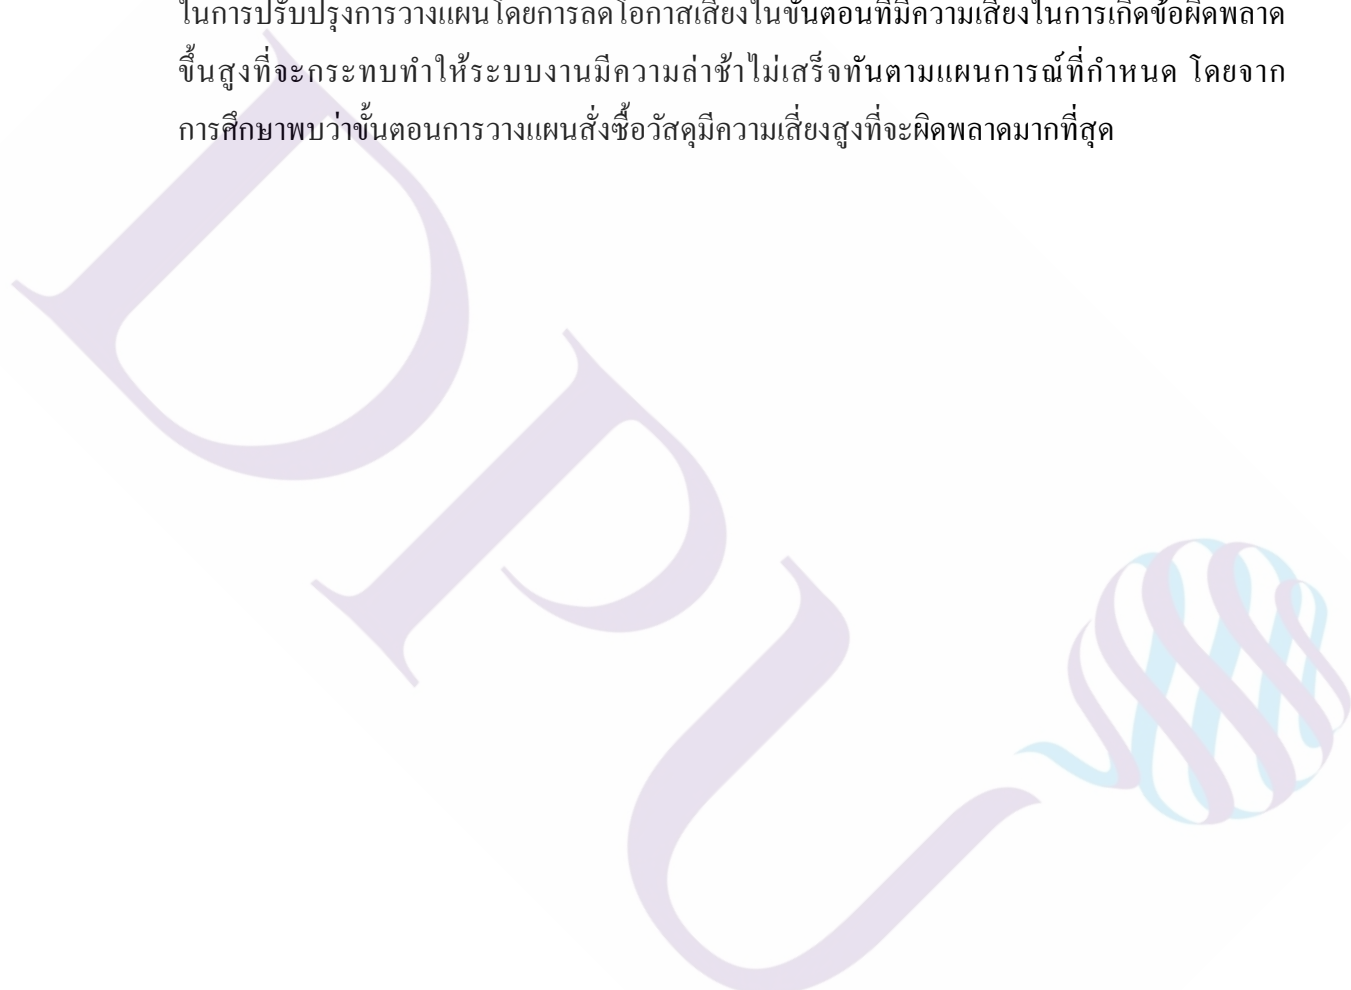 ในการปรับปรุงการวางแผนโดยการลดโอกาสเสี่ยงในขั้นตอนที่มีความเสี่ยงในการเกิดข้อผิดพลาด
ขึ้นสูงที่จะกระทบทำให้ระบบงานมีความล่าช้าไม่เสร็จทันตามแผนการณ์ที่กำหนด โดยจาก
การศึกษาพบว่าขั้นตอนการวางแผนสั่งซื้อวัสดุมีความเสี่ยงสูงที่จะผิดพลาดมากที่สุด
DPU